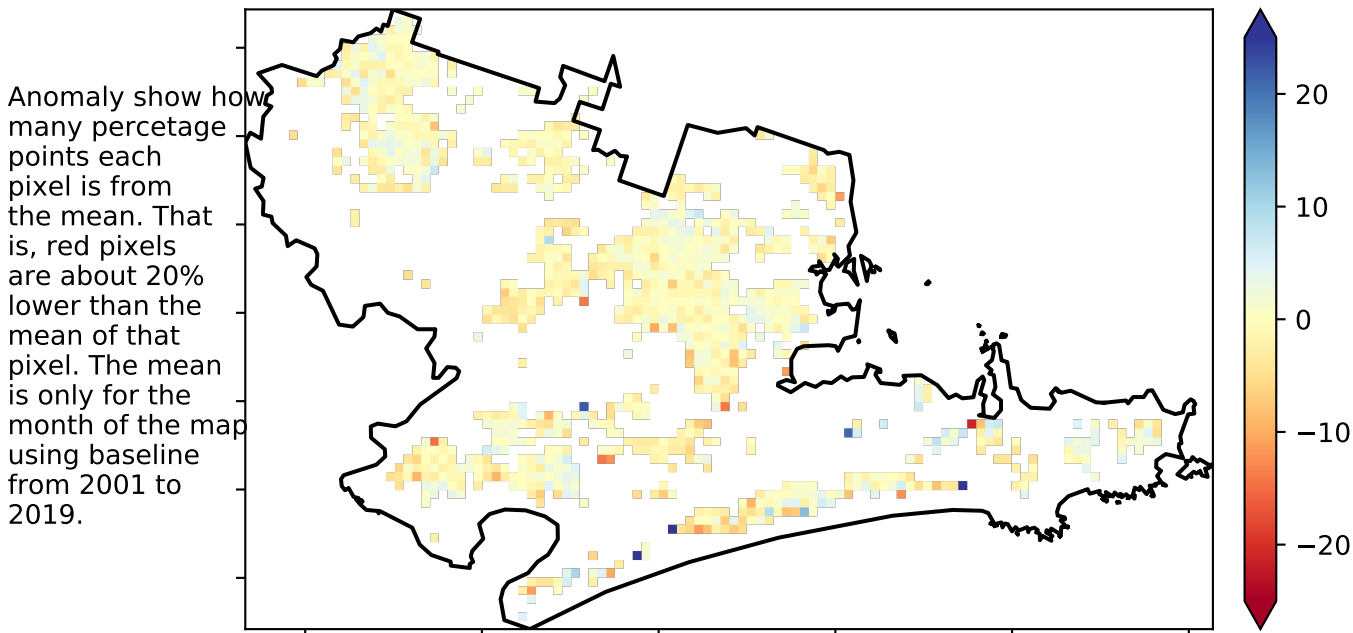 Anomaly show how
many percetage
points each
pixel is from
the mean. That
is, red pixels
are about 20%
lower than the
mean of that
pixel. The mean
is only for the
month of the map
using baseline
from 2001 to
2019.
20
10
0
−10
−20